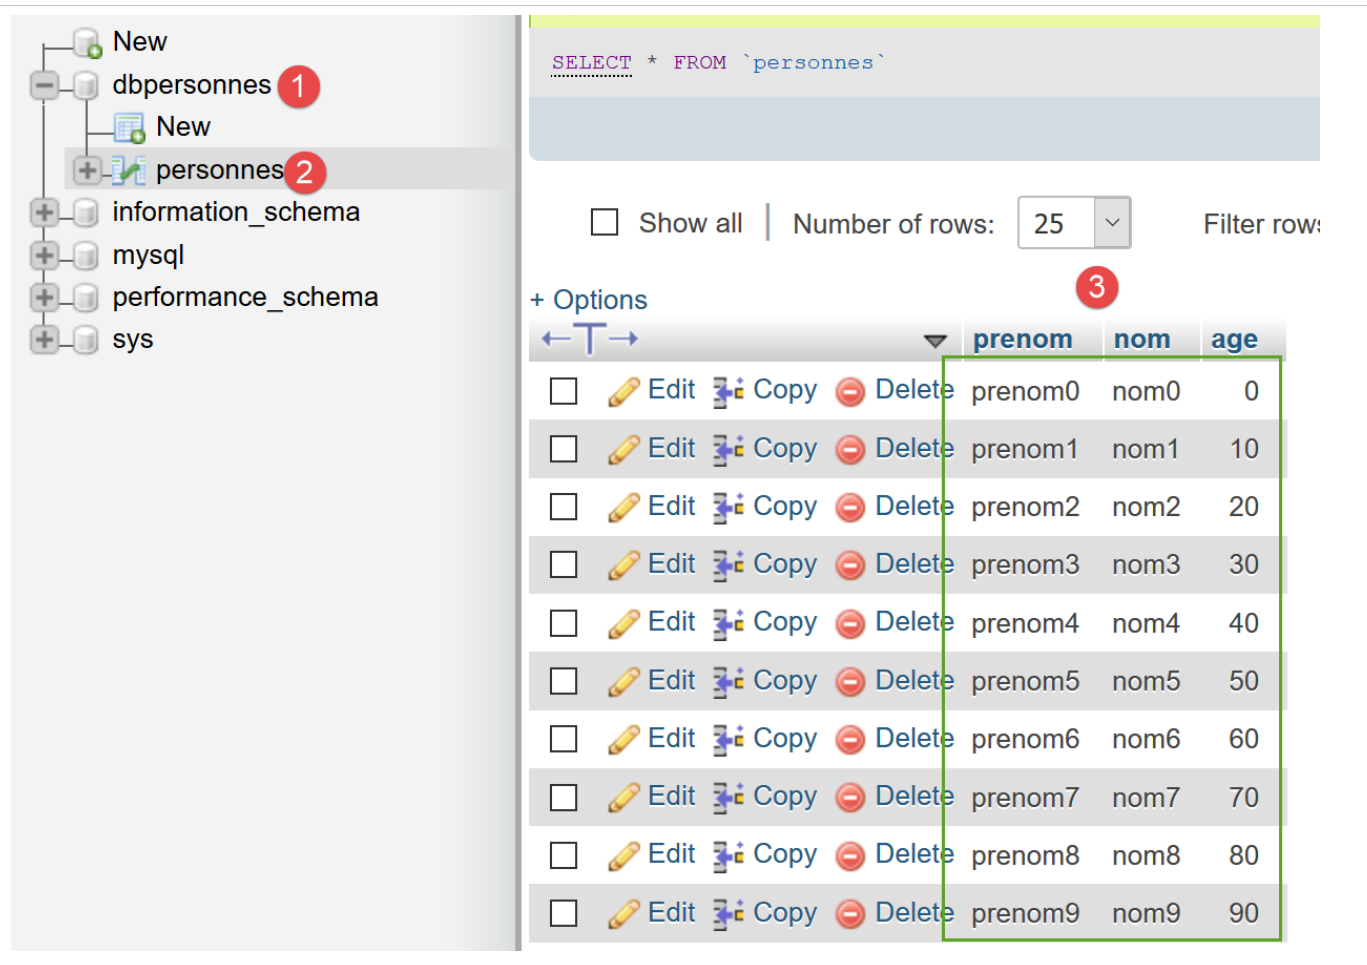 New
dbpersonnes 1
New
personnes 2
information_schema
mysql
performance_schema
sys
SELECT * FROM `personnes`
Show all Number of rows: 25 Filter rows
3
+ Options
←T→ prenom nom age
Edit Copy Delete prenom0 nom0 0
Edit Copy Delete prenom1 nom1 10
Edit Copy Delete prenom2 nom2 20
Edit Copy Delete prenom3 nom3 30
Edit Copy Delete prenom4 nom4 40
Edit Copy Delete prenom5 nom5 50
Edit Copy Delete prenom6 nom6 60
Edit Copy Delete prenom7 nom7 70
Edit Copy Delete prenom8 nom8 80
Edit Copy Delete prenom9 nom9 90